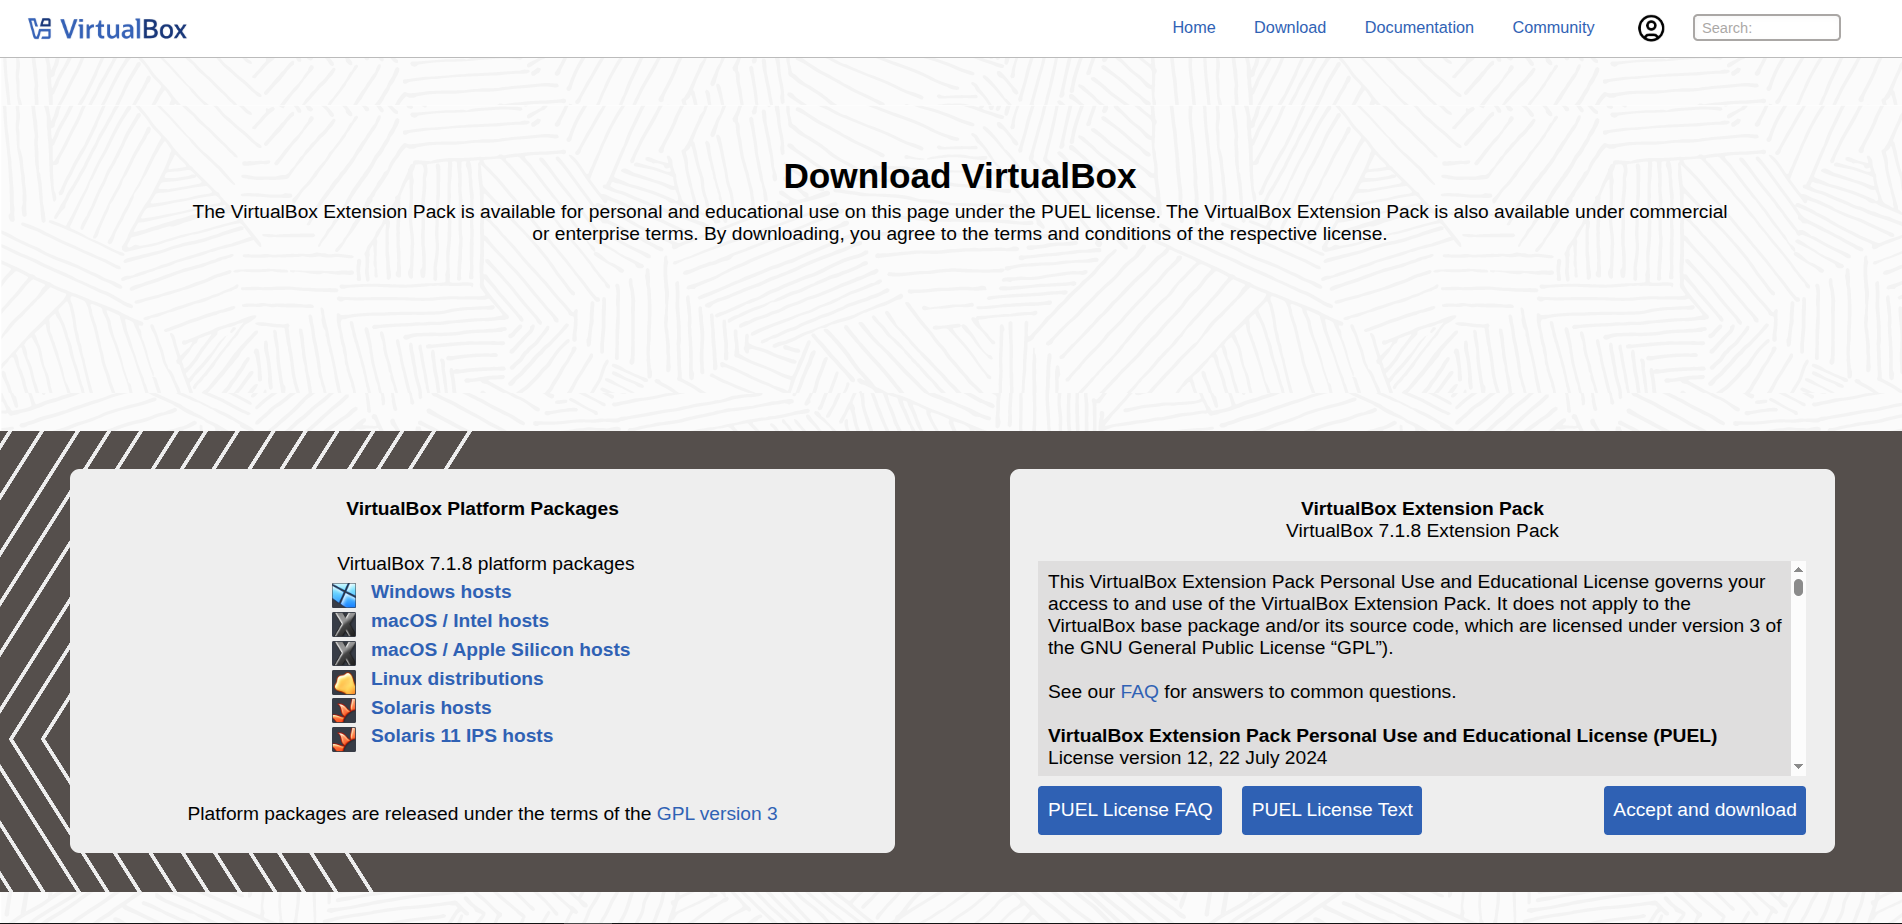 VirtualBox
Home
Download
Documentation
Community
Search:
Download VirtualBox
The VirtualBox Extension Pack is available for personal and educational use on this page under the PUEL license. The VirtualBox Extension Pack is also available under commercial
or enterprise terms. By downloading, you agree to the terms and conditions of the respective license.
VirtualBox Platform Packages
VirtualBox 7.1.8 platform packages
Windows hosts
macOS / Intel hosts
macOS / Apple Silicon hosts
Linux distributions
Solaris hosts
Solaris 11 IPS hosts
Platform packages are released under the terms of the GPL version 3
VirtualBox Extension Pack
VirtualBox 7.1.8 Extension Pack
This VirtualBox Extension Pack Personal Use and Educational License governs your
access to and use of the VirtualBox Extension Pack. It does not apply to the
VirtualBox base package and/or its source code, which are licensed under version 3 of
the GNU General Public License “GPL”).
See our FAQ for answers to common questions.
VirtualBox Extension Pack Personal Use and Educational License (PUEL)
License version 12, 22 July 2024
PUEL License FAQ
PUEL License Text
Accept and download